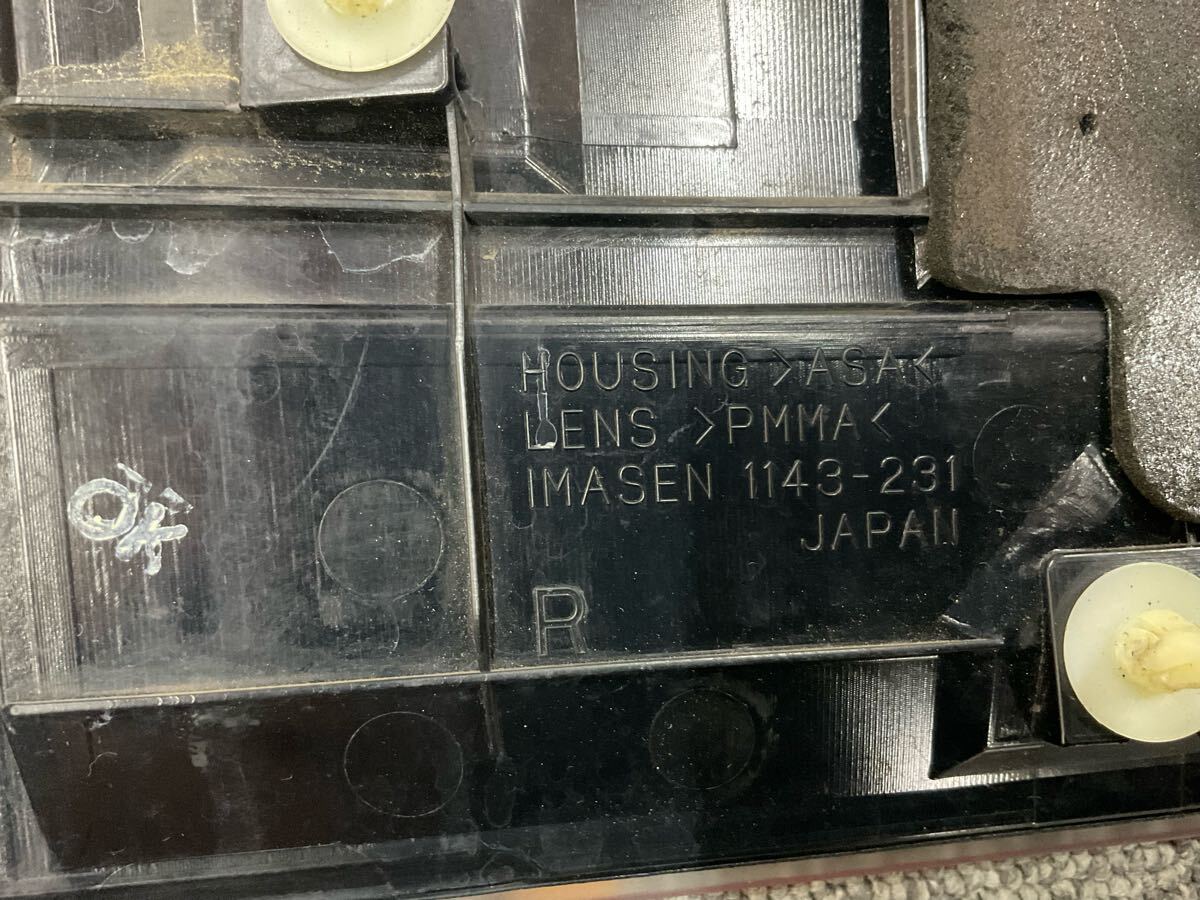 HOUSING >ASA<
LENS >PMMA<
IMASEN 1143-231
JAPAN
R
OK